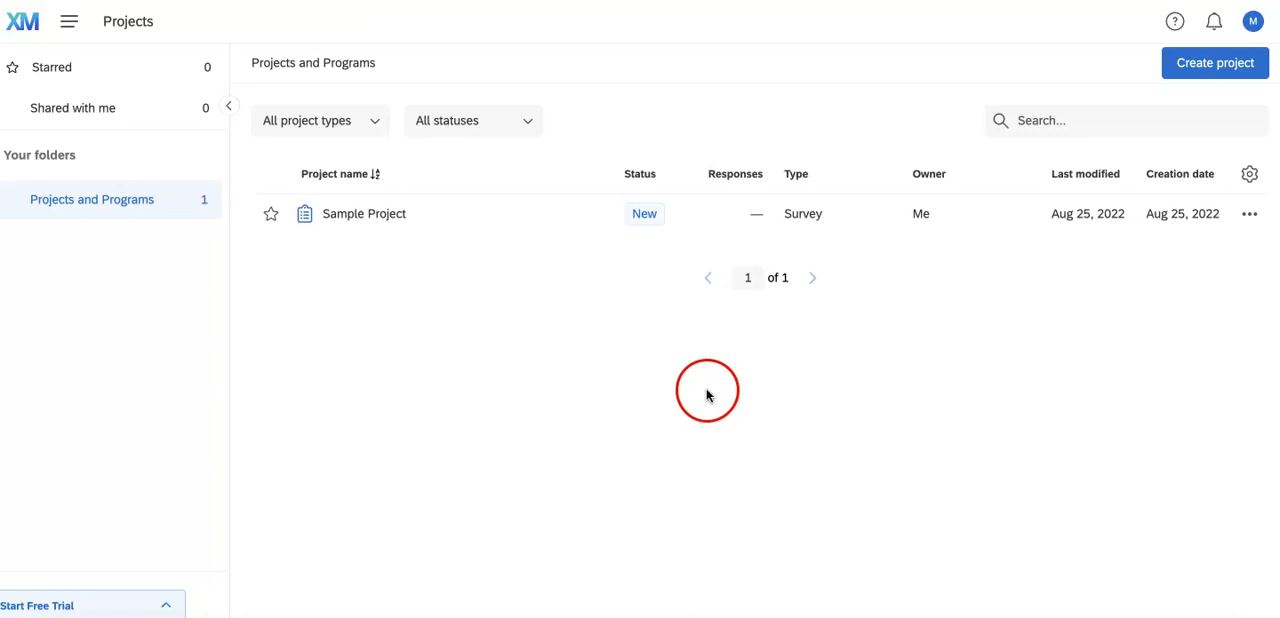 XM Projects M
Starred 0
Shared with me 0
Your folders
Projects and Programs 1
Start Free Trial
Projects and Programs Create project
All project types All statuses Search...
Project name Status Responses Type Owner Last modified Creation date
Sample Project New — Survey Me Aug 25, 2022 Aug 25, 2022
1 of 1